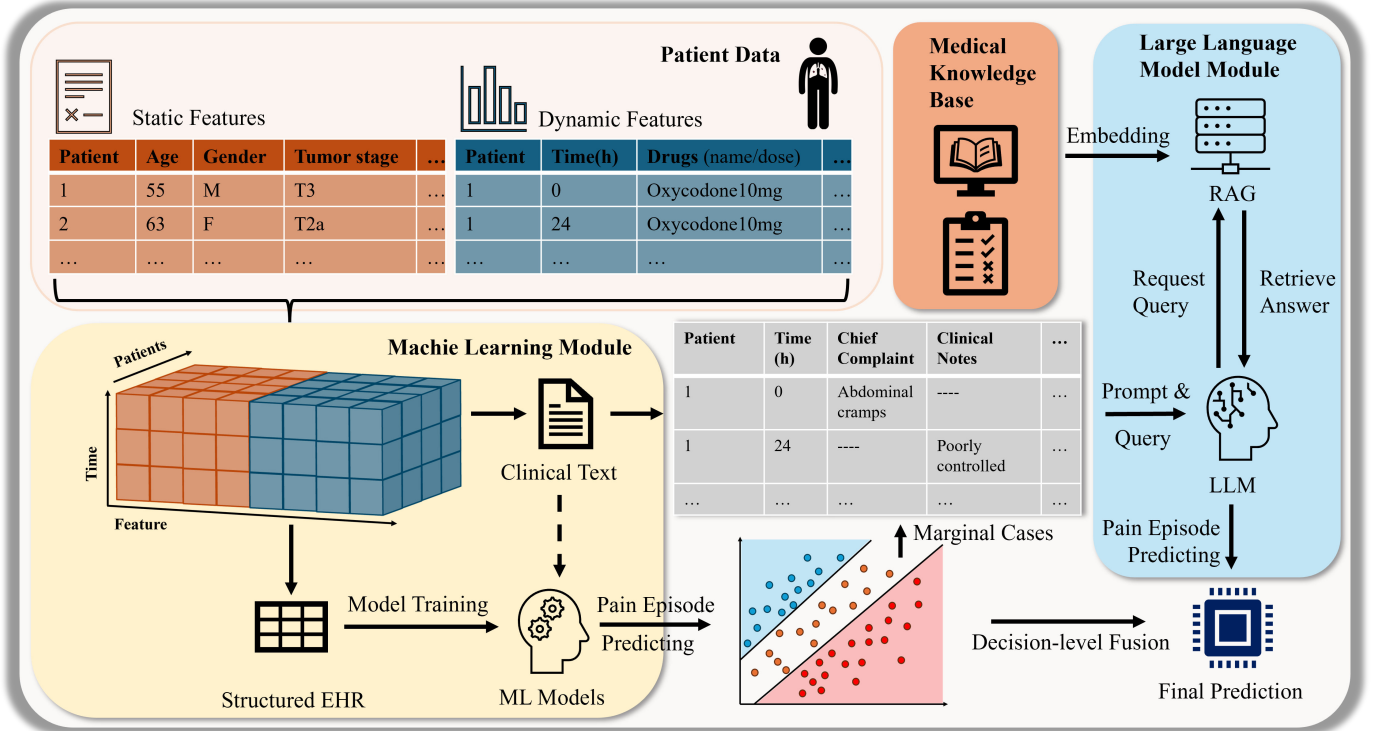 Patient Data
Static Features
Patient Age Gender Tumor stage ...
1 55 M T3 ...
2 63 F T2a ...
... ... ... ... ...
Dynamic Features
Patient Time(h) Drugs (name/dose) ...
1 0 Oxycodone10mg ...
1 24 Oxycodone10mg ...
... ... ... ...
Medical
Knowledge
Base
Embedding
Large Language
Model Module
RAG
Request
Query
Retrieve
Answer
Prompt &
Query
LLM
Pain Episode
Predicting
Machie Learning Module
Patients
Time
Feature
Clinical Text
Structured EHR
Model Training
ML Models
Pain Episode
Predicting
Patient Time Chief Clinical ...
(h) Complaint Notes
1 0 Abdominal ---- ...
cramps
1 24 ---- Poorly ...
controlled
... ... ... ... ...
Marginal Cases
Decision-level Fusion
Final Prediction